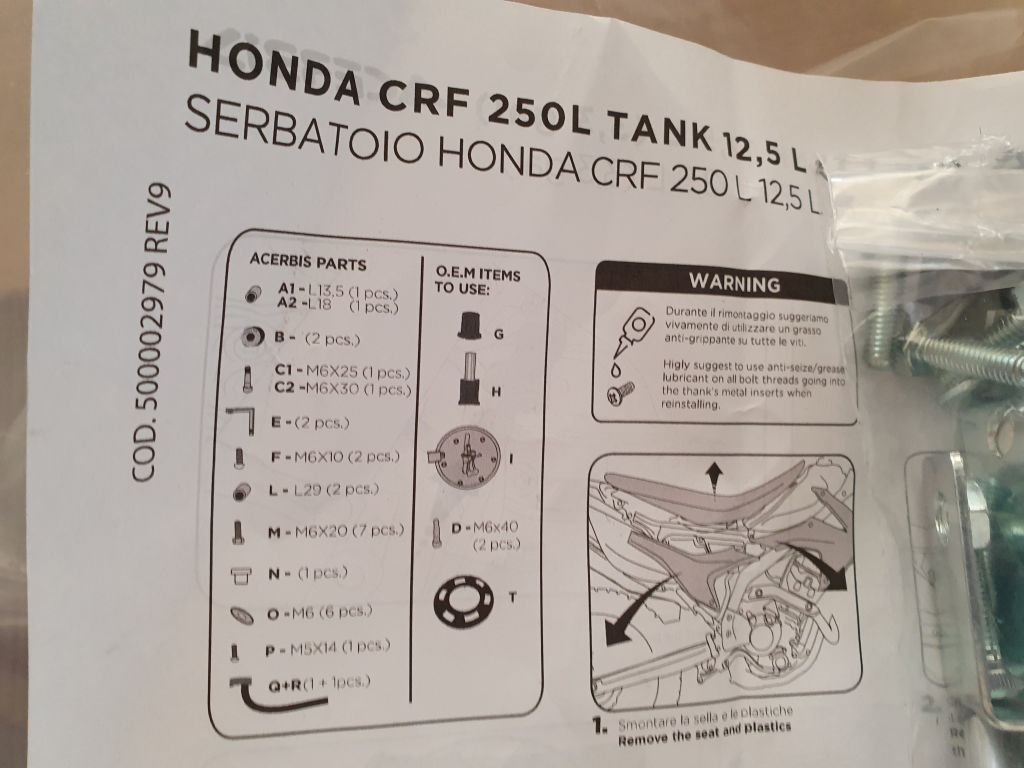 HONDA CRF 250L TANK 12,5 L
SERBATOIO HONDA CRF 250 L 12,5 L
COD. 500002979 REV9
ACERBIS PARTS
A1 - L13,5 (1 pcs.)
A2 - L18 (1 pcs.)
B - (2 pcs.)
C1 - M6X25 (1 pcs.)
C2 - M6X30 (1 pcs.)
E - (2 pcs.)
F - M6X10 (2 pcs.)
L - L29 (2 pcs.)
M - M6X20 (7 pcs.)
N - (1 pcs.)
O - M6 (6 pcs.)
P - M5X14 (1 pcs.)
Q+R (1 + 1pcs.)
O.E.M ITEMS
TO USE:
G
H
I
D - M6x40
(2 pcs.)
T
WARNING
Durante il rimontaggio suggeriamo
vivamente di utilizzare un grasso
anti-grippante su tutte le viti.
Higly suggest to use anti-seize/grease
lubricant on all bolt threads going into
the thank's metal inserts when
reinstalling.
1. Smontare la sella e le plastiche
Remove the seat and plastics
2.